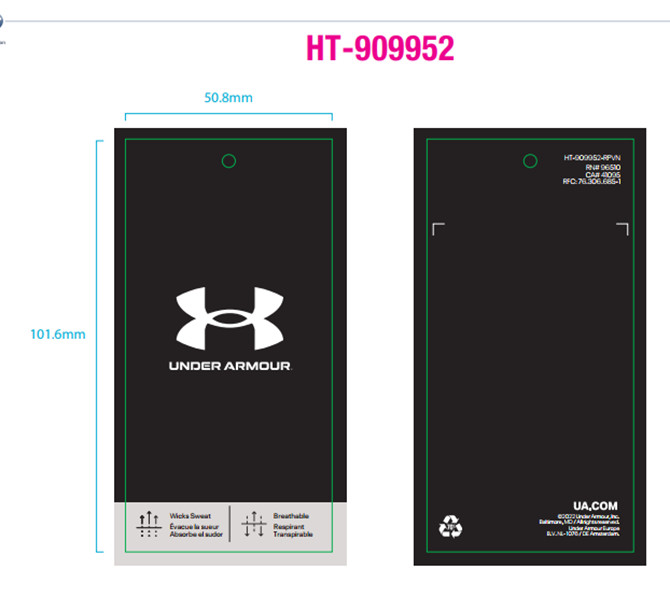 HT-909952
50.8mm
101.6mm
UNDER ARMOUR
Wicks Sweat
Évacue la sueur
Absorbe el sudor
Breathable
Respirant
Transpirable
HT-909952-RFVN
RN# 96510
CA# 41095
RFC: 76.306.685-1
UA.COM
©2022 Under Armour, Inc.
Baltimore, MD / All rights reserved.
Under Armour Europe
B.V. NL-1076 / DE Amsterdam.